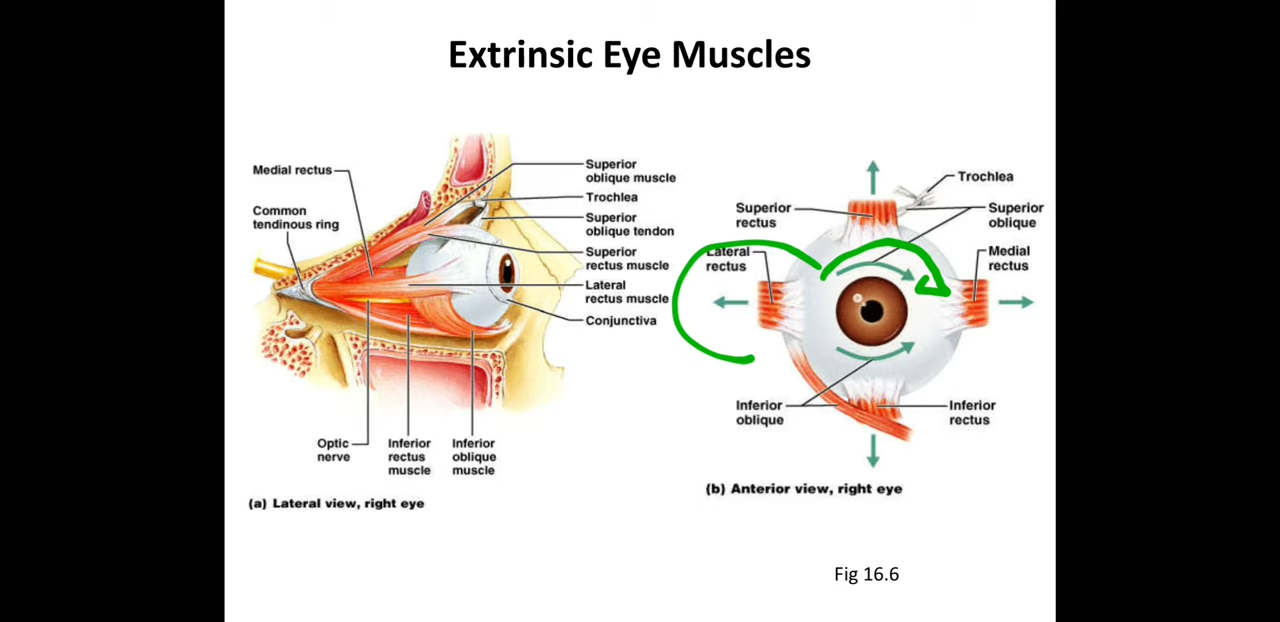 Extrinsic Eye Muscles
Medial rectus
Common
tendinous ring
Superior
oblique muscle
Trochlea
Superior
oblique tendon
Superior
rectus muscle
Lateral
rectus muscle
Conjunctiva
Optic
nerve
Inferior
rectus
muscle
Inferior
oblique
muscle
(a) Lateral view, right eye
Trochlea
Superior
rectus
Superior
oblique
Lateral
rectus
Medial
rectus
Inferior
oblique
Inferior
rectus
(b) Anterior view, right eye
Fig 16.6